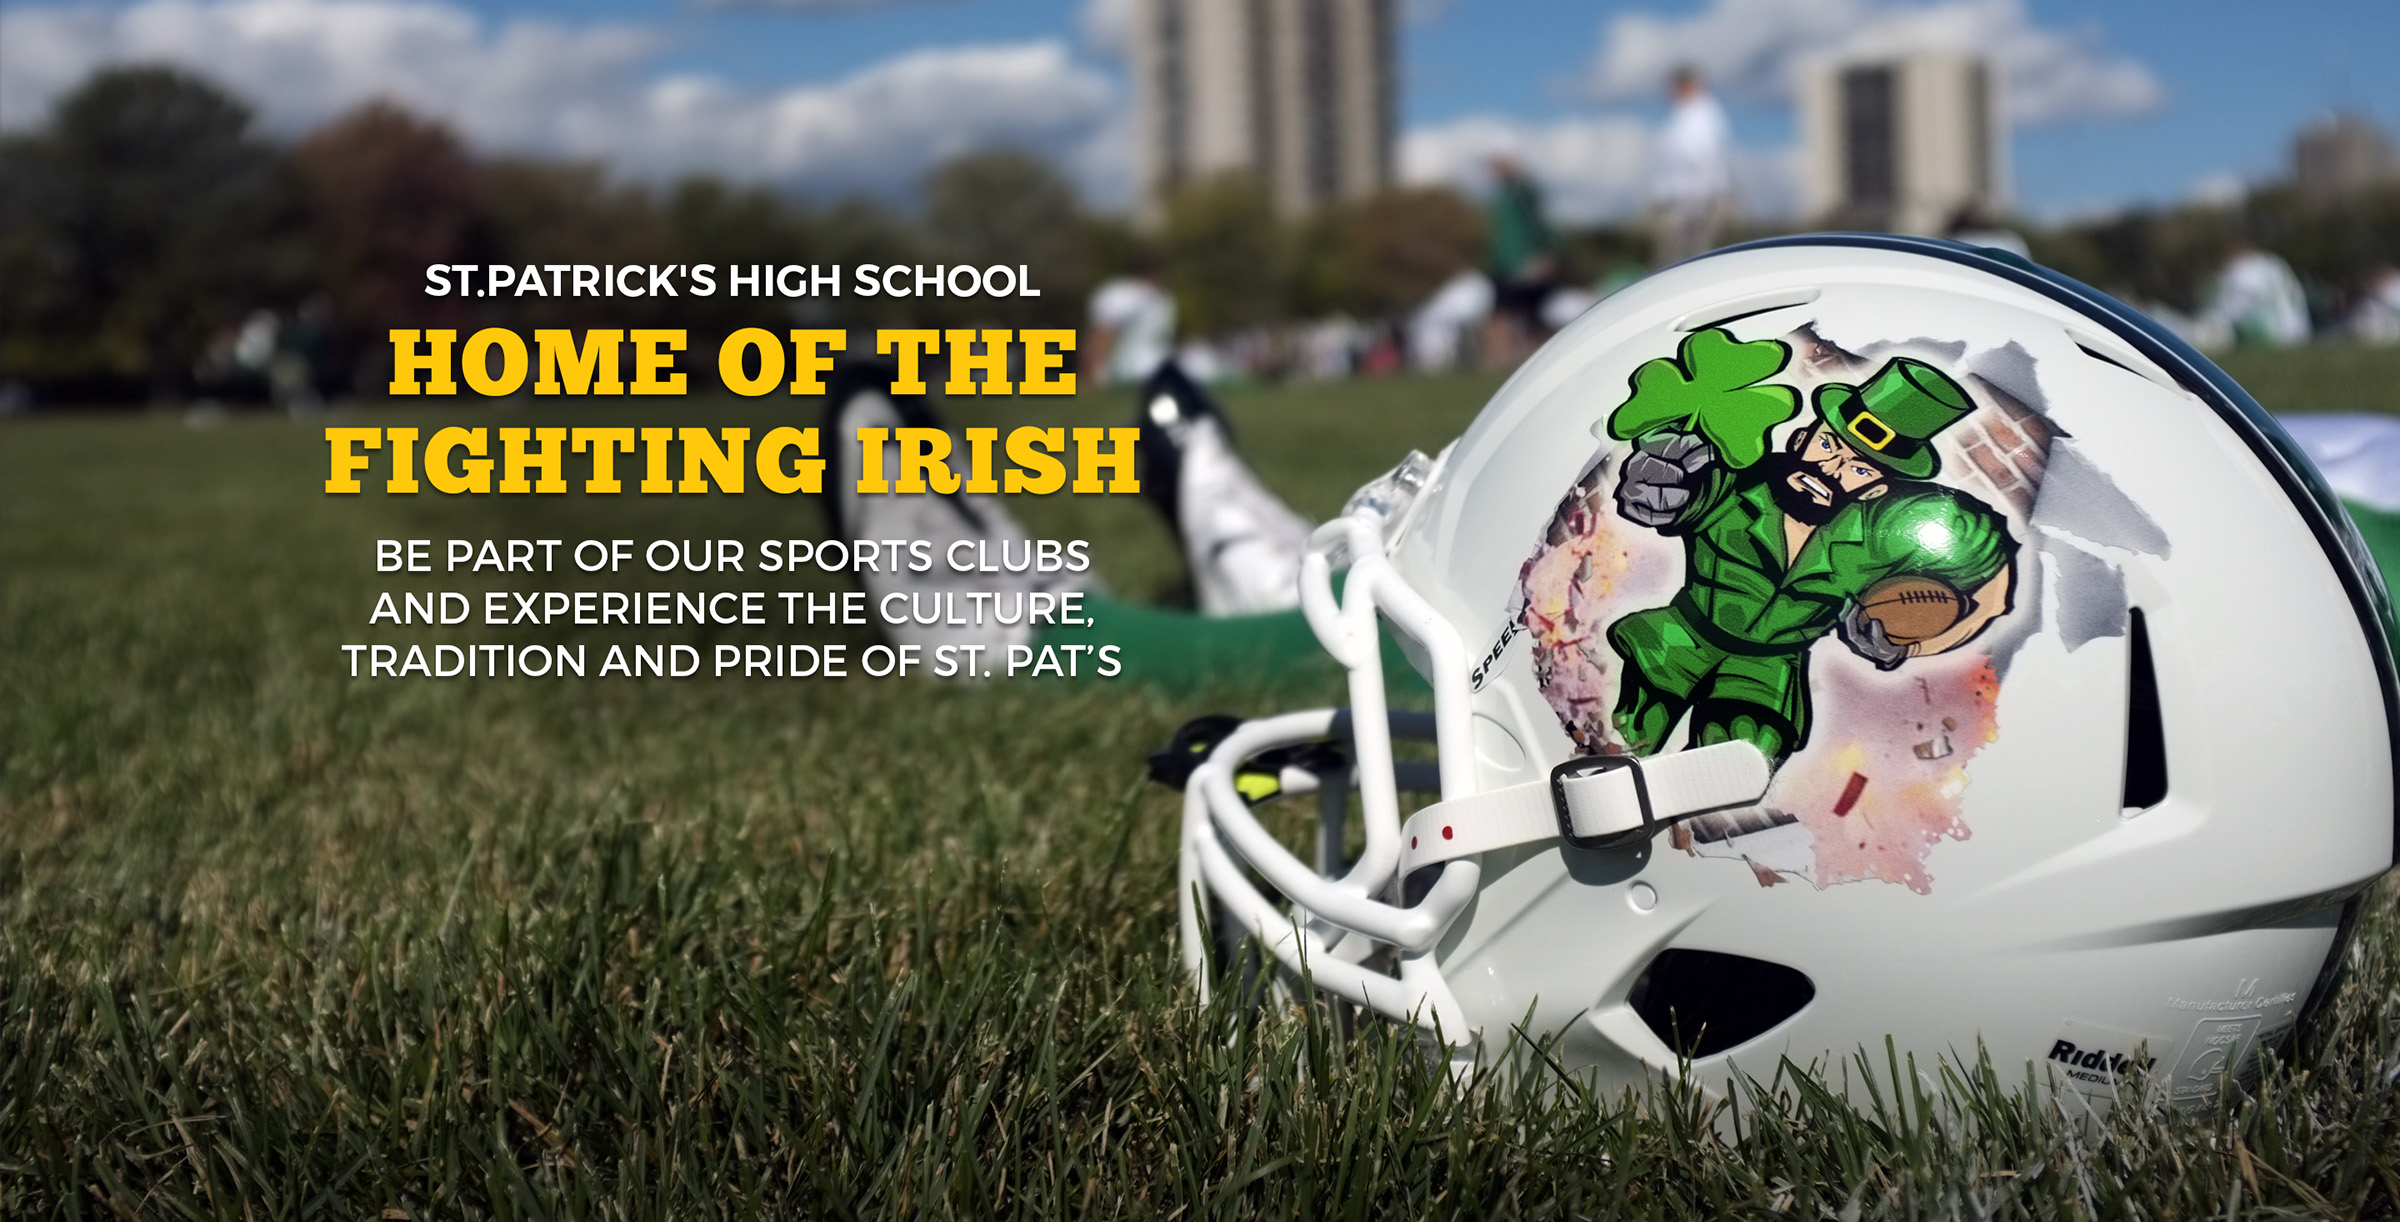 ST.PATRICK'S HIGH SCHOOL
HOME OF THE
FIGHTING IRISH
BE PART OF OUR SPORTS CLUBS
AND EXPERIENCE THE CULTURE,
TRADITION AND PRIDE OF ST. PAT’S
Riddell